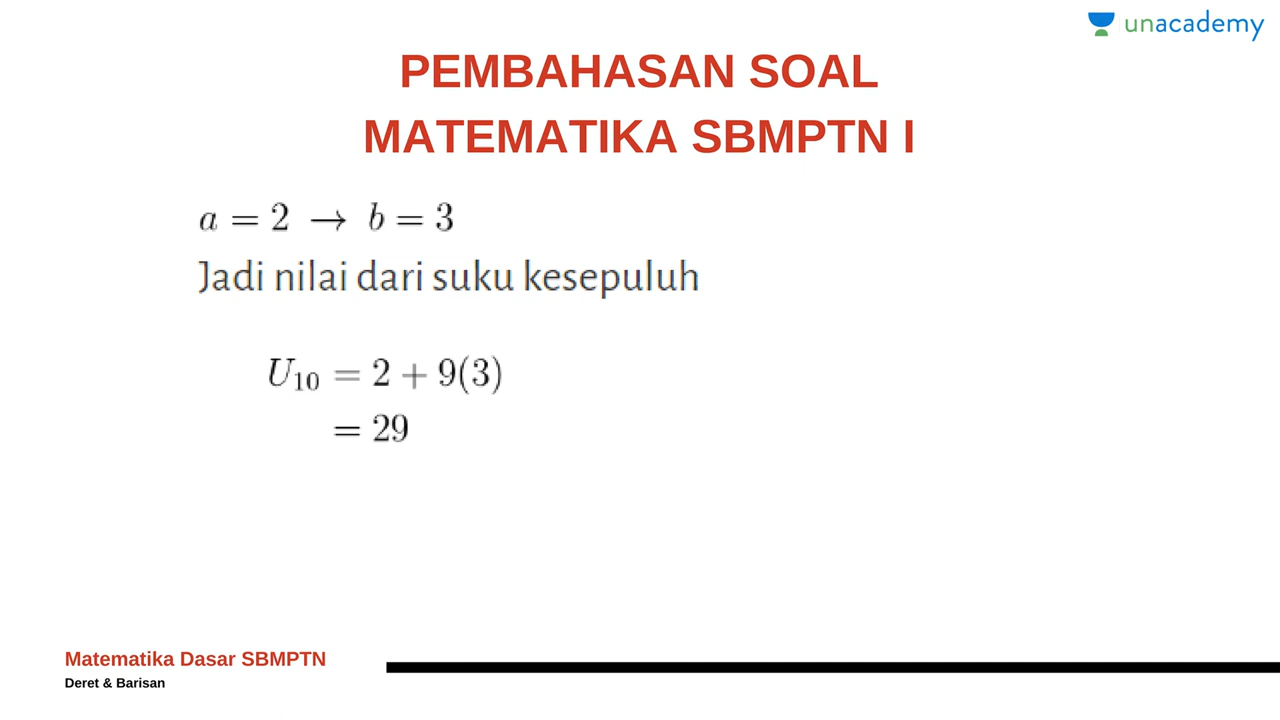 unacademy
PEMBAHASAN SOAL
MATEMATIKA SBMPTN I
a = 2 → b = 3
Jadi nilai dari suku kesepuluh
U₁₀ = 2 + 9(3)
= 29
Matematika Dasar SBMPTN
Deret & Barisan